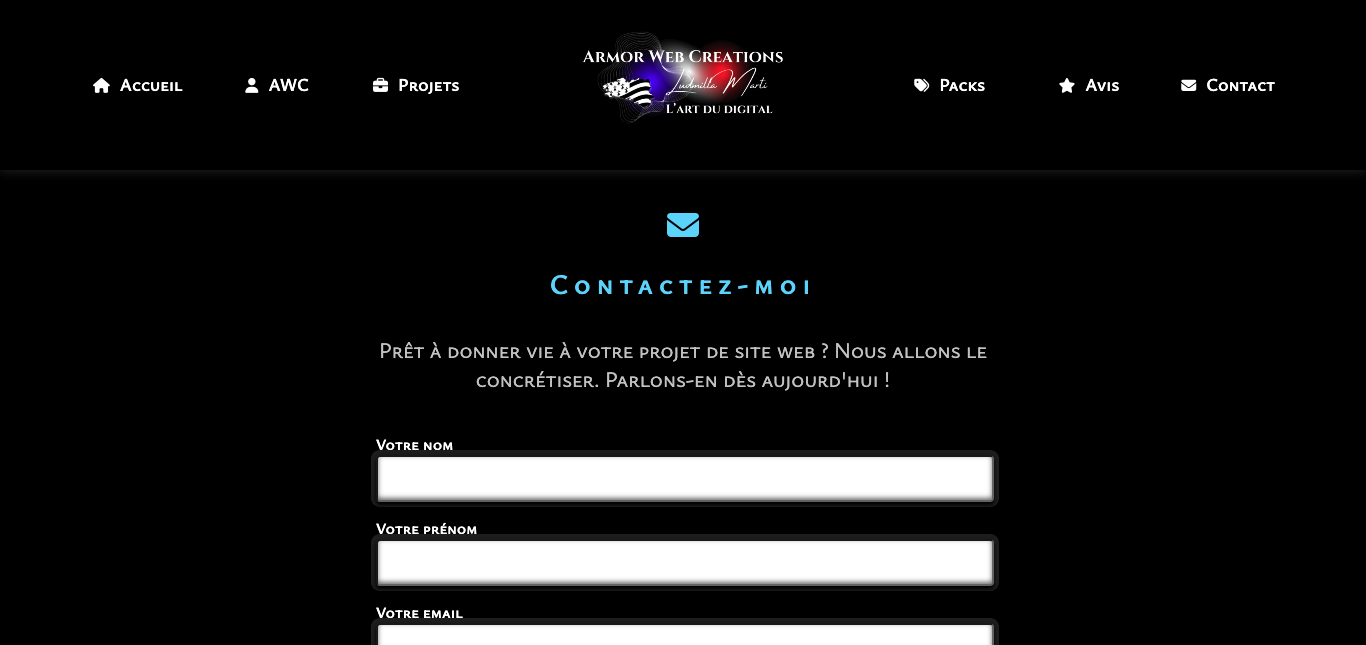 Accueil
AWC
Projets
Armor Web Creations
Ludmilla Marti
L'art du digital
Packs
Avis
Contact
Contactez-moi
Prêt à donner vie à votre projet de site web ? Nous allons le
concrétiser. Parlons-en dès aujourd'hui !
Votre nom
Votre prénom
Votre email